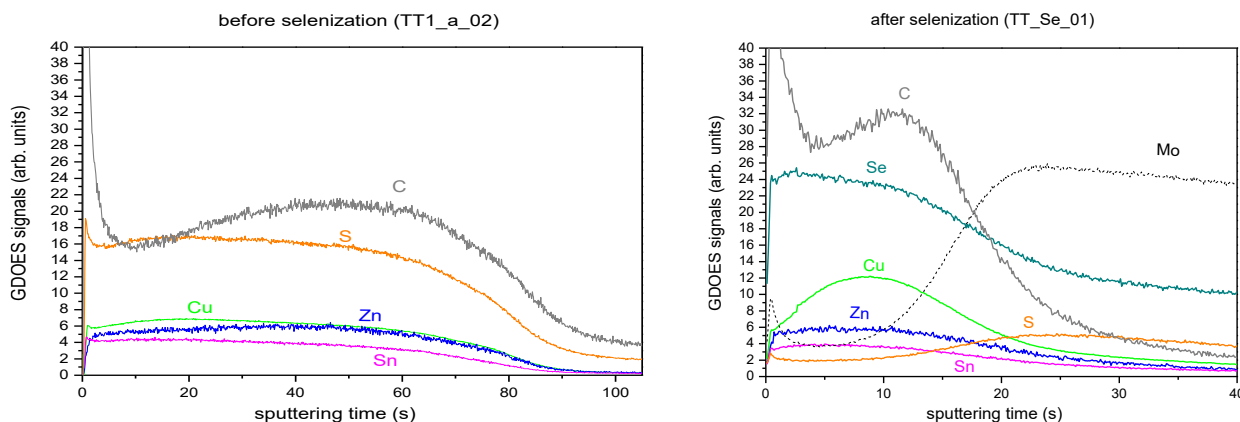 before selenization (TT1_a_02)
40
38
36
34
32
30
28
26
24
22
20
18
16
14
12
10
8
6
4
2
0
GDOES signals (arb. units)
C
S
Cu
Zn
Sn
0 20 40 60 80 100
sputtering time (s)
after selenization (TT_Se_01)
40
38
36
34
32
30
28
26
24
22
20
18
16
14
12
10
8
6
4
2
0
GDOES signals (arb. units)
C
Mo
Se
Cu
Zn
S
Sn
0 10 20 30 40
sputtering time (s)